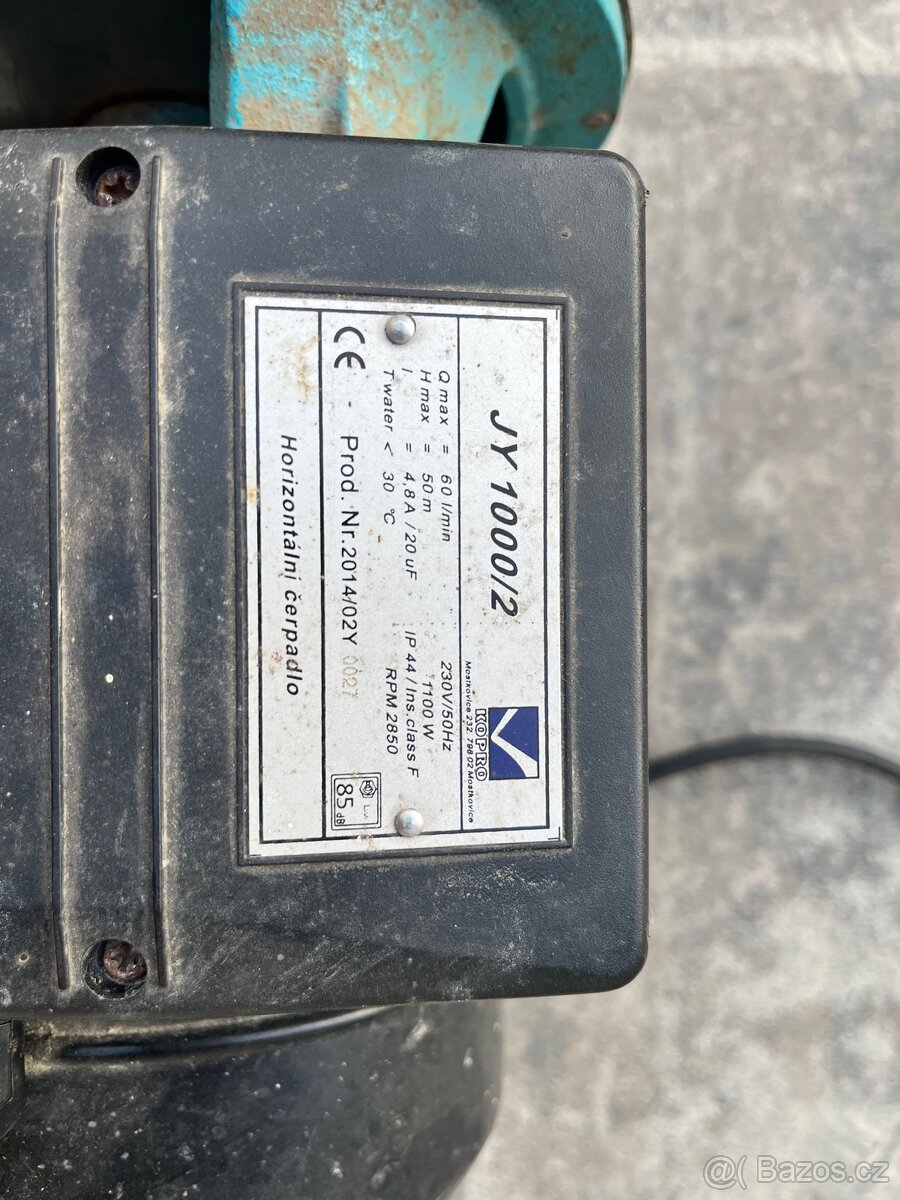 JY 1000/2
KOPRO
Mostkovice 232, 798 02 Mostkovice
Q max = 60 l/min 230V/50Hz
H max = 50 m 1100 W
I. = 4,8 A / 20 uF IP 44 / Ins.class F
T water < 30 °C RPM 2850
CE Prod. Nr. 2014/02Y 0027
85 dB
Horizontální čerpadlo
@( Bazos.cz